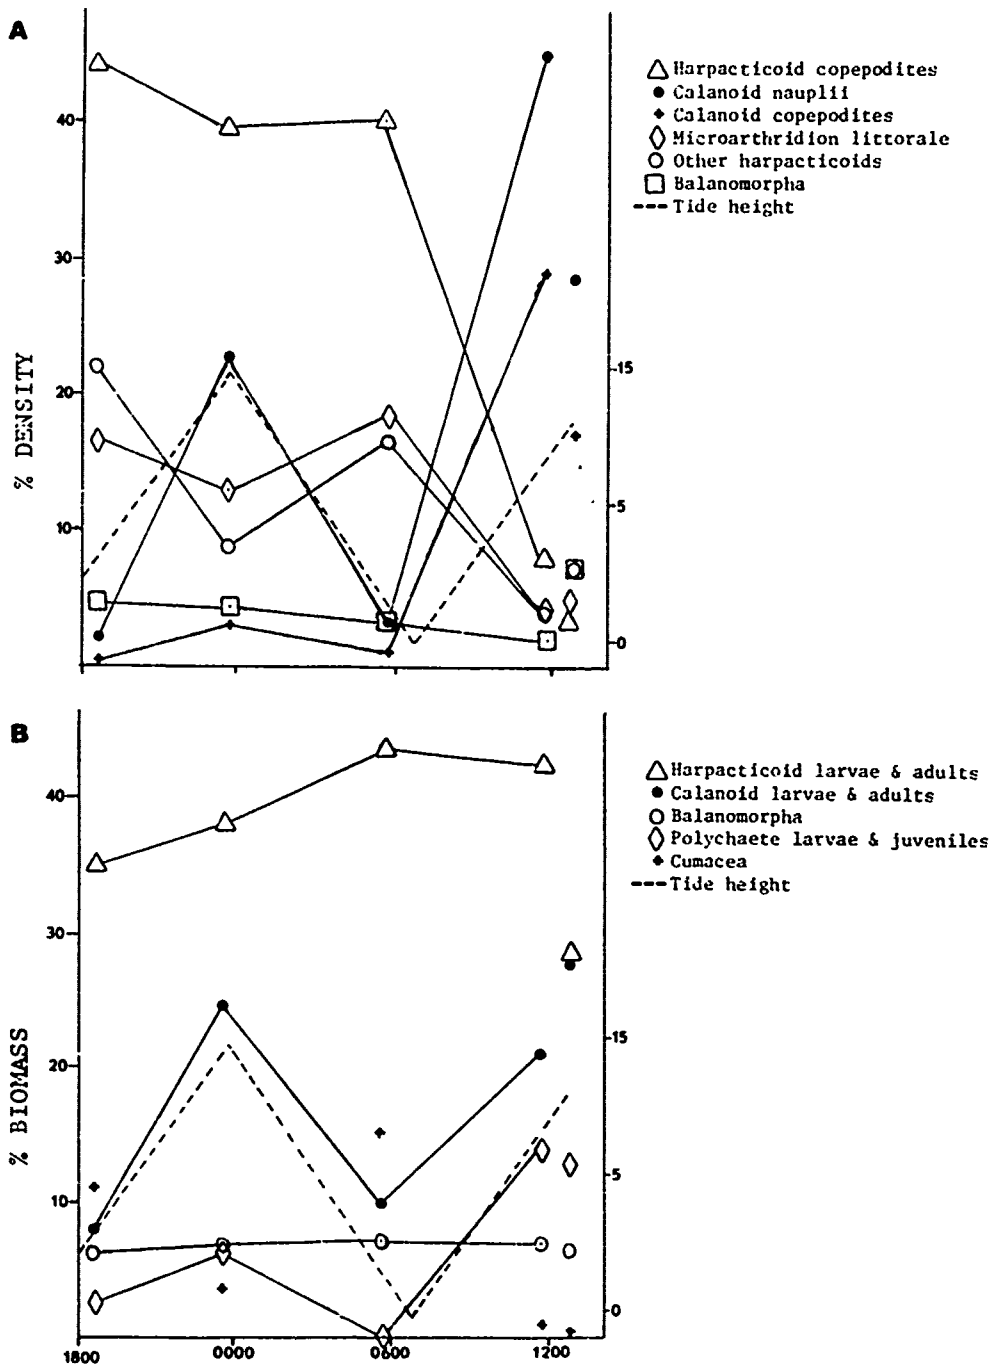 A
Harpacticoid copepodites
Calanoid nauplii
Calanoid copepodites
Microarthridion littorale
Other harpacticoids
Balanomorpha
Tide height
40
30
20
10
% DENSITY
15
5
0
B
Harpacticoid larvae & adults
Calanoid larvae & adults
Balanomorpha
Polychaete larvae & juveniles
Cumacea
Tide height
40
30
20
10
% BIOMASS
15
5
0
1800 0000 0600 1200